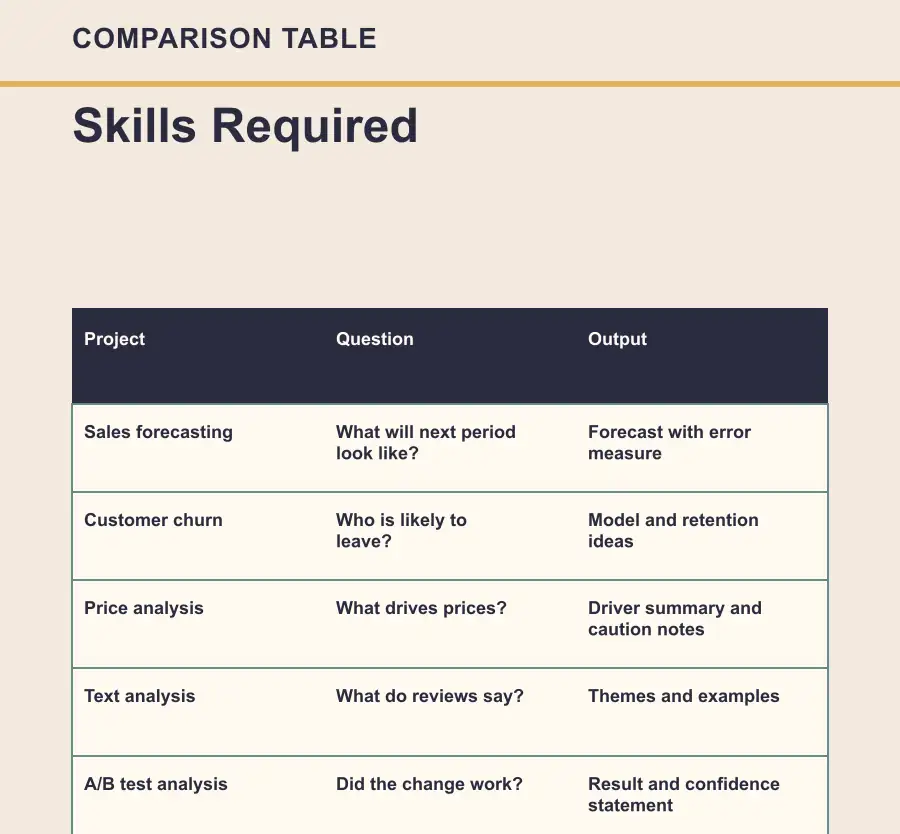 COMPARISON TABLE
Skills Required
Project Question Output
Sales forecasting What will next period Forecast with error
look like? measure
Customer churn Who is likely to Model and retention
leave? ideas
Price analysis What drives prices? Driver summary and
caution notes
Text analysis What do reviews say? Themes and examples
A/B test analysis Did the change work? Result and confidence
statement